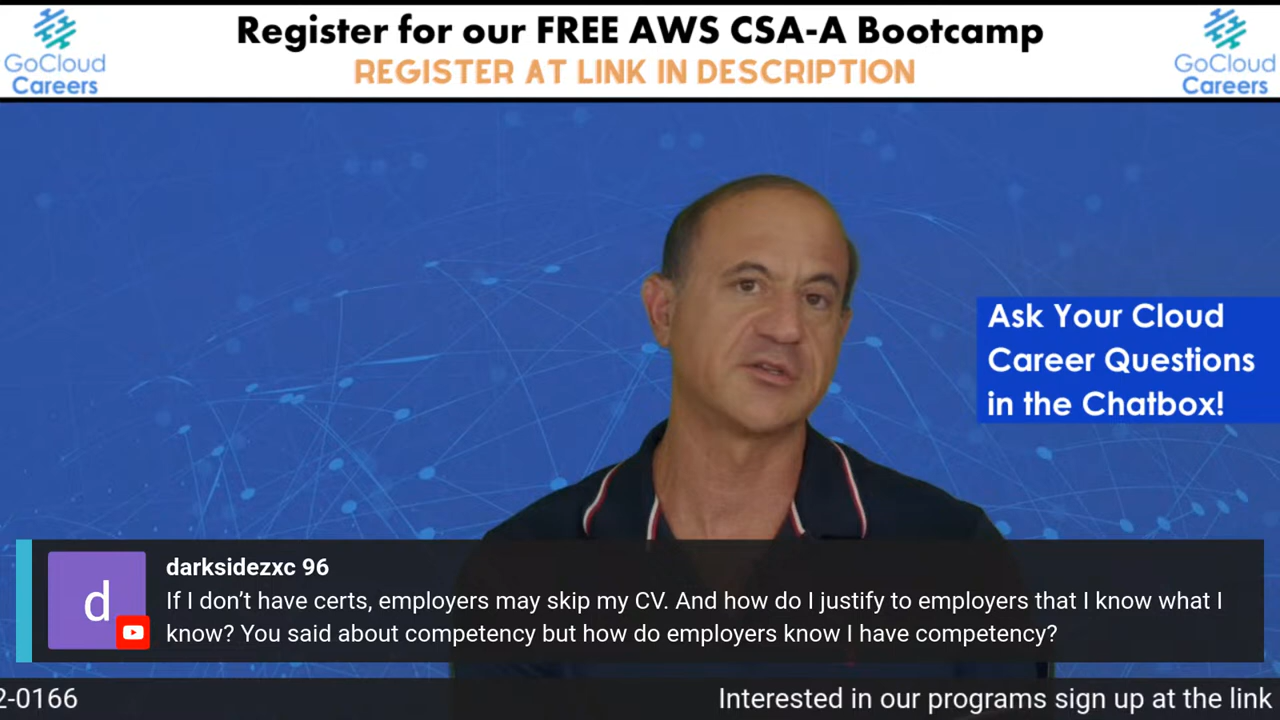 Register for our FREE AWS CSA-A Bootcamp
REGISTER AT LINK IN DESCRIPTION
GoCloud
Careers
GoCloud
Careers
Ask Your Cloud
Career Questions
in the Chatbox!
d
darksidezxc 96
If I don’t have certs, employers may skip my CV. And how do I justify to employers that I know what I
know? You said about competency but how do employers know I have competency?
2-0166
Interested in our programs sign up at the link